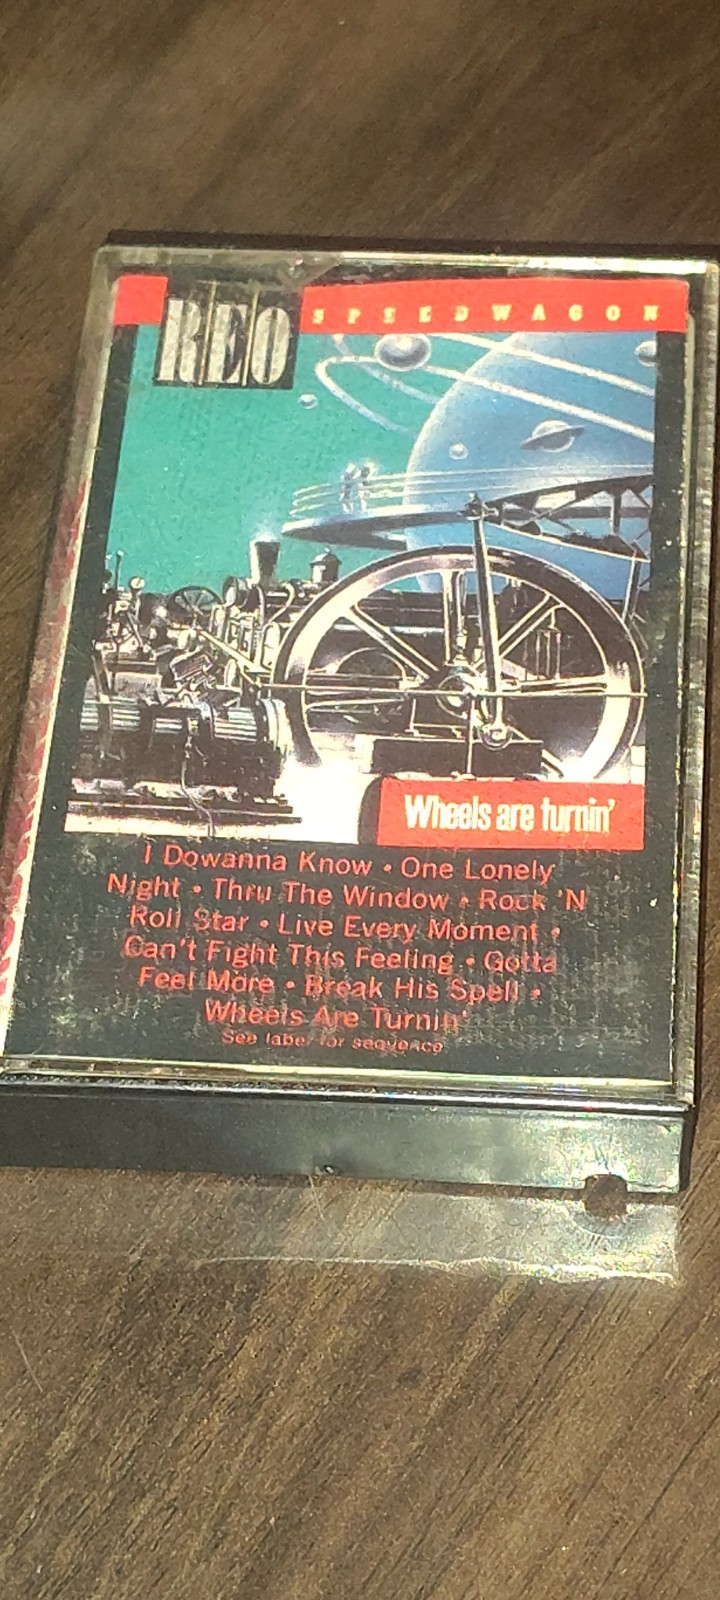 REO SPEEDWAGON
Wheels are turnin'
I Dowanna Know • One Lonely
Night • Thru The Window • Rock 'N
Roll Star • Live Every Moment •
Can't Fight This Feeling • Gotta
Feel More • Break His Spell •
Wheels Are Turnin'
See label for sequence